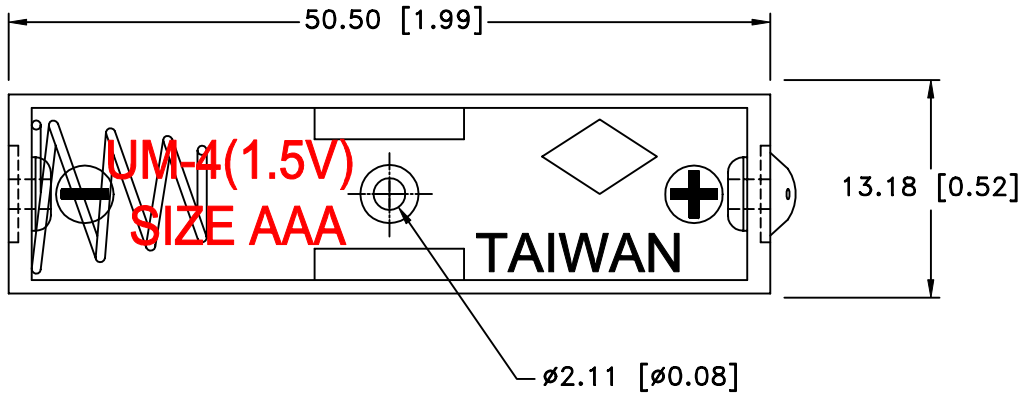 50.50 [1.99]
UM-4(1.5V)
SIZE AAA
13.18 [0.52]
TAIWAN
ø2.11 [ø0.08]